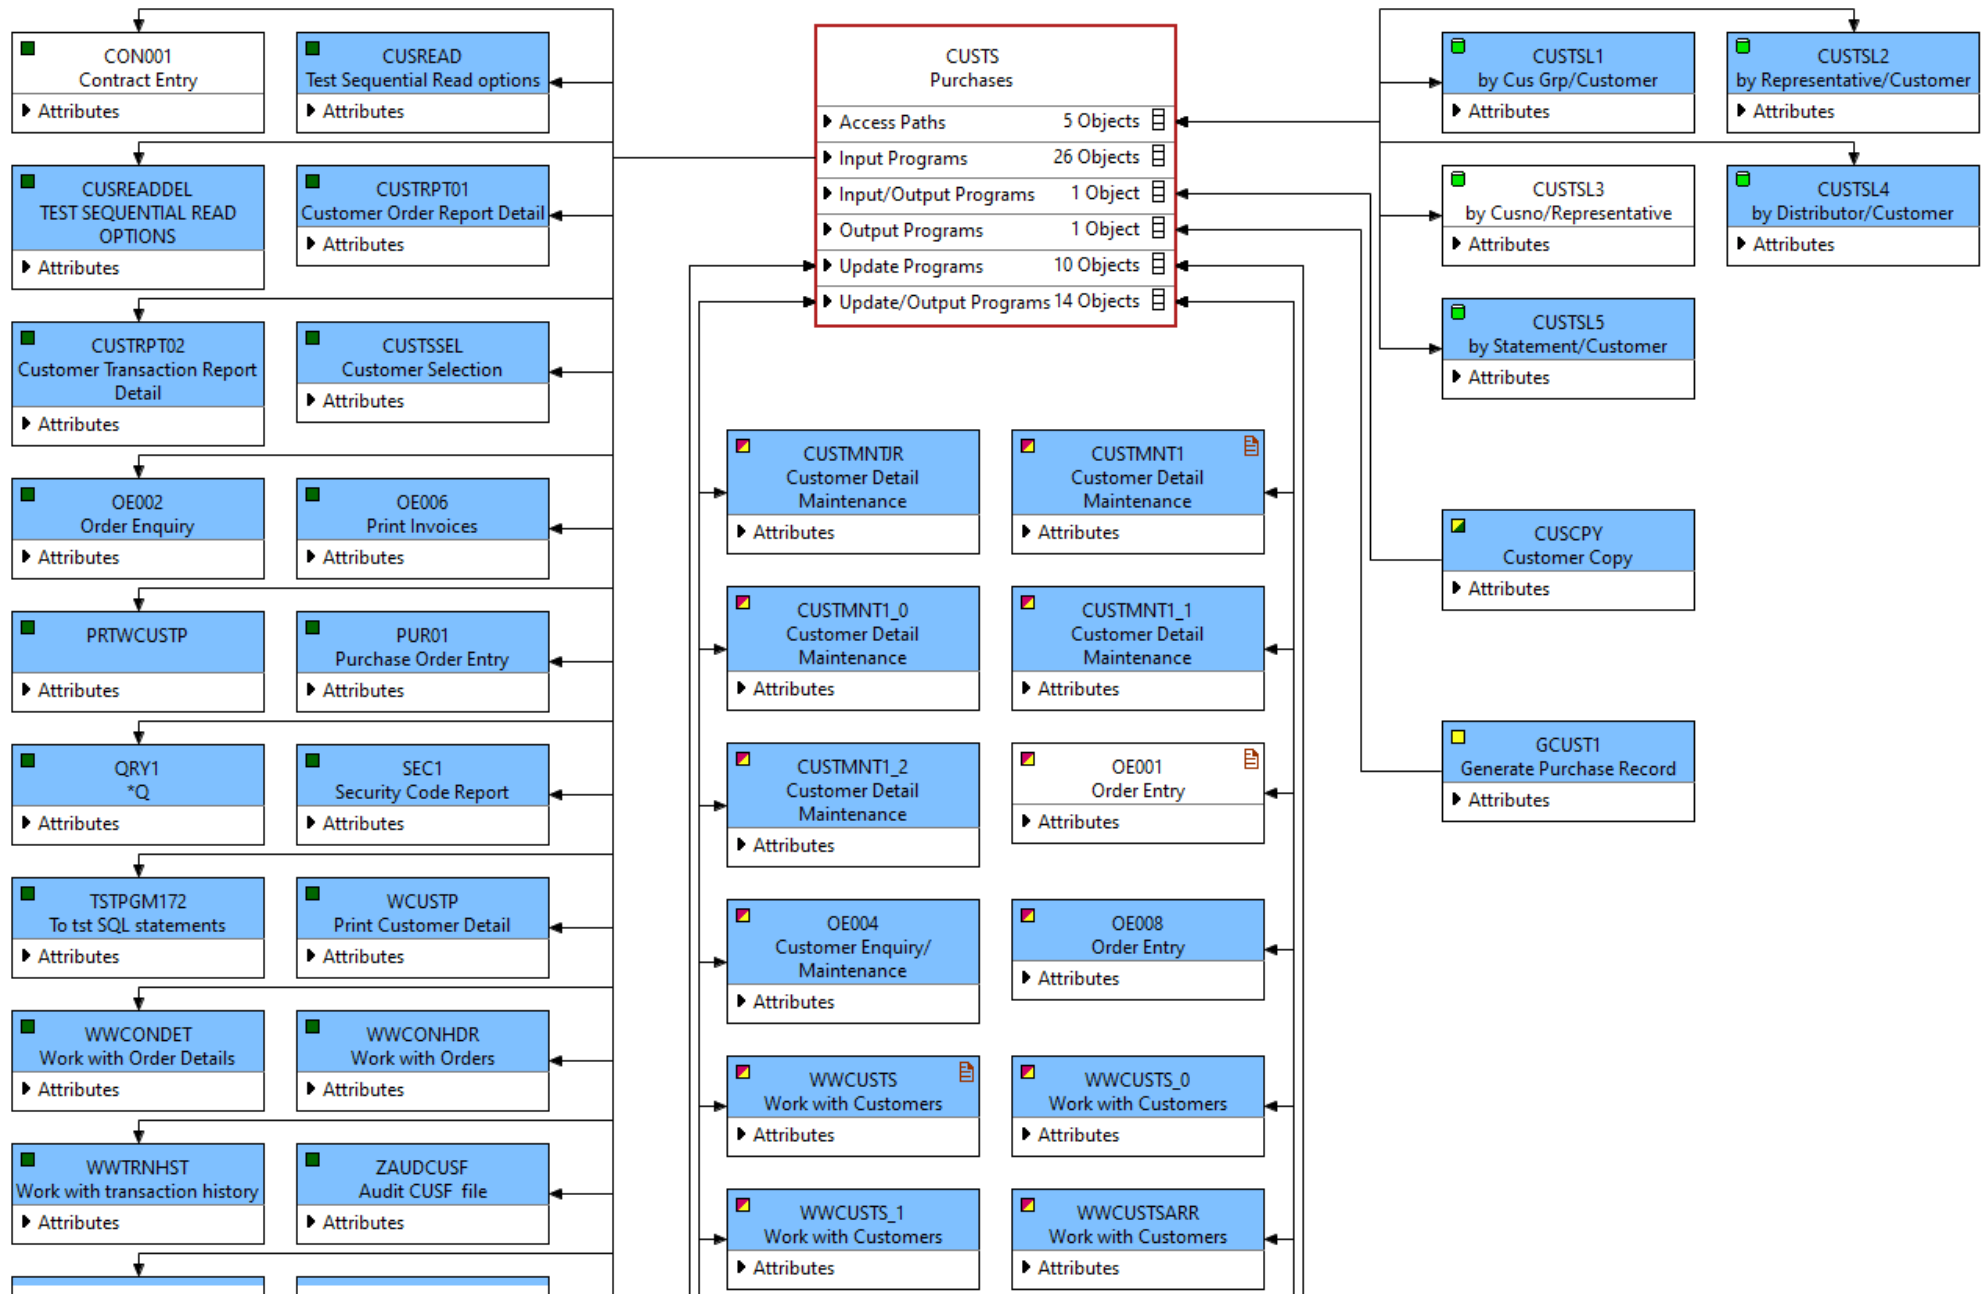 CON001
Contract Entry
Attributes
CUSREAD
Test Sequential Read options
Attributes
CUSREADDEL
TEST SEQUENTIAL READ
OPTIONS
Attributes
CUSTRPT01
Customer Order Report Detail
Attributes
CUSTRPT02
Customer Transaction Report
Detail
Attributes
CUSTSSEL
Customer Selection
Attributes
OE002
Order Enquiry
Attributes
OE006
Print Invoices
Attributes
PRTWCUSTP
Attributes
PUR01
Purchase Order Entry
Attributes
QRY1
*Q
Attributes
SEC1
Security Code Report
Attributes
TSTPGM172
To tst SQL statements
Attributes
WCUSTP
Print Customer Detail
Attributes
WWCONDET
Work with Order Details
Attributes
WWCONHDR
Work with Orders
Attributes
WWTRNHST
Work with transaction history
Attributes
ZAUDCUSF
Audit CUSF file
Attributes
CUSTS
Purchases
Access Paths 5 Objects
Input Programs 26 Objects
Input/Output Programs 1 Object
Output Programs 1 Object
Update Programs 10 Objects
Update/Output Programs 14 Objects
CUSTMNTJR
Customer Detail
Maintenance
Attributes
CUSTMNT1
Customer Detail
Maintenance
Attributes
CUSTMNT1_0
Customer Detail
Maintenance
Attributes
CUSTMNT1_1
Customer Detail
Maintenance
Attributes
CUSTMNT1_2
Customer Detail
Maintenance
Attributes
OE001
Order Entry
Attributes
OE004
Customer Enquiry/
Maintenance
Attributes
OE008
Order Entry
Attributes
WWCUSTS
Work with Customers
Attributes
WWCUSTS_0
Work with Customers
Attributes
WWCUSTS_1
Work with Customers
Attributes
WWCUSTSARR
Work with Customers
Attributes
CUSTSL1
by Cus Grp/Customer
Attributes
CUSTSL2
by Representative/Customer
Attributes
CUSTSL3
by Cusno/Representative
Attributes
CUSTSL4
by Distributor/Customer
Attributes
CUSTSL5
by Statement/Customer
Attributes
CUSCPY
Customer Copy
Attributes
GCUST1
Generate Purchase Record
Attributes